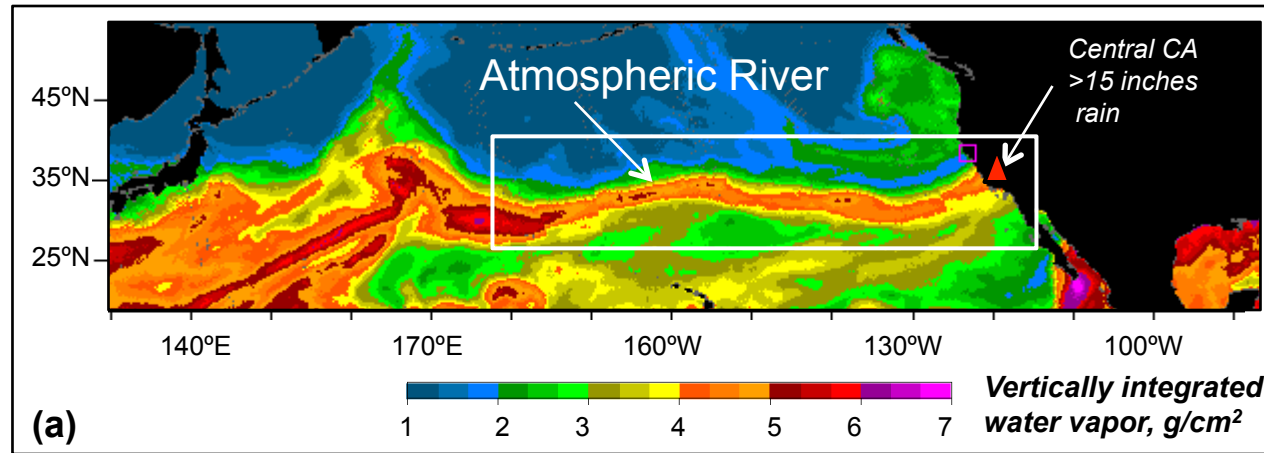 Atmospheric River
Central CA
>15 inches
rain
45ºN
35ºN
25ºN
140ºE 170ºE 160ºW 130ºW 100ºW
(a)
1 2 3 4 5 6 7
Vertically integrated
water vapor, g/cm²